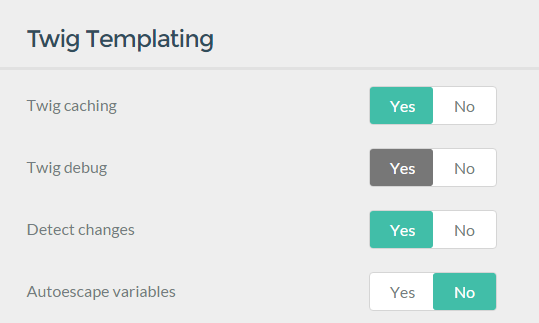 Twig Templating
Twig caching Yes No
Twig debug Yes No
Detect changes Yes No
Autoescape variables Yes No